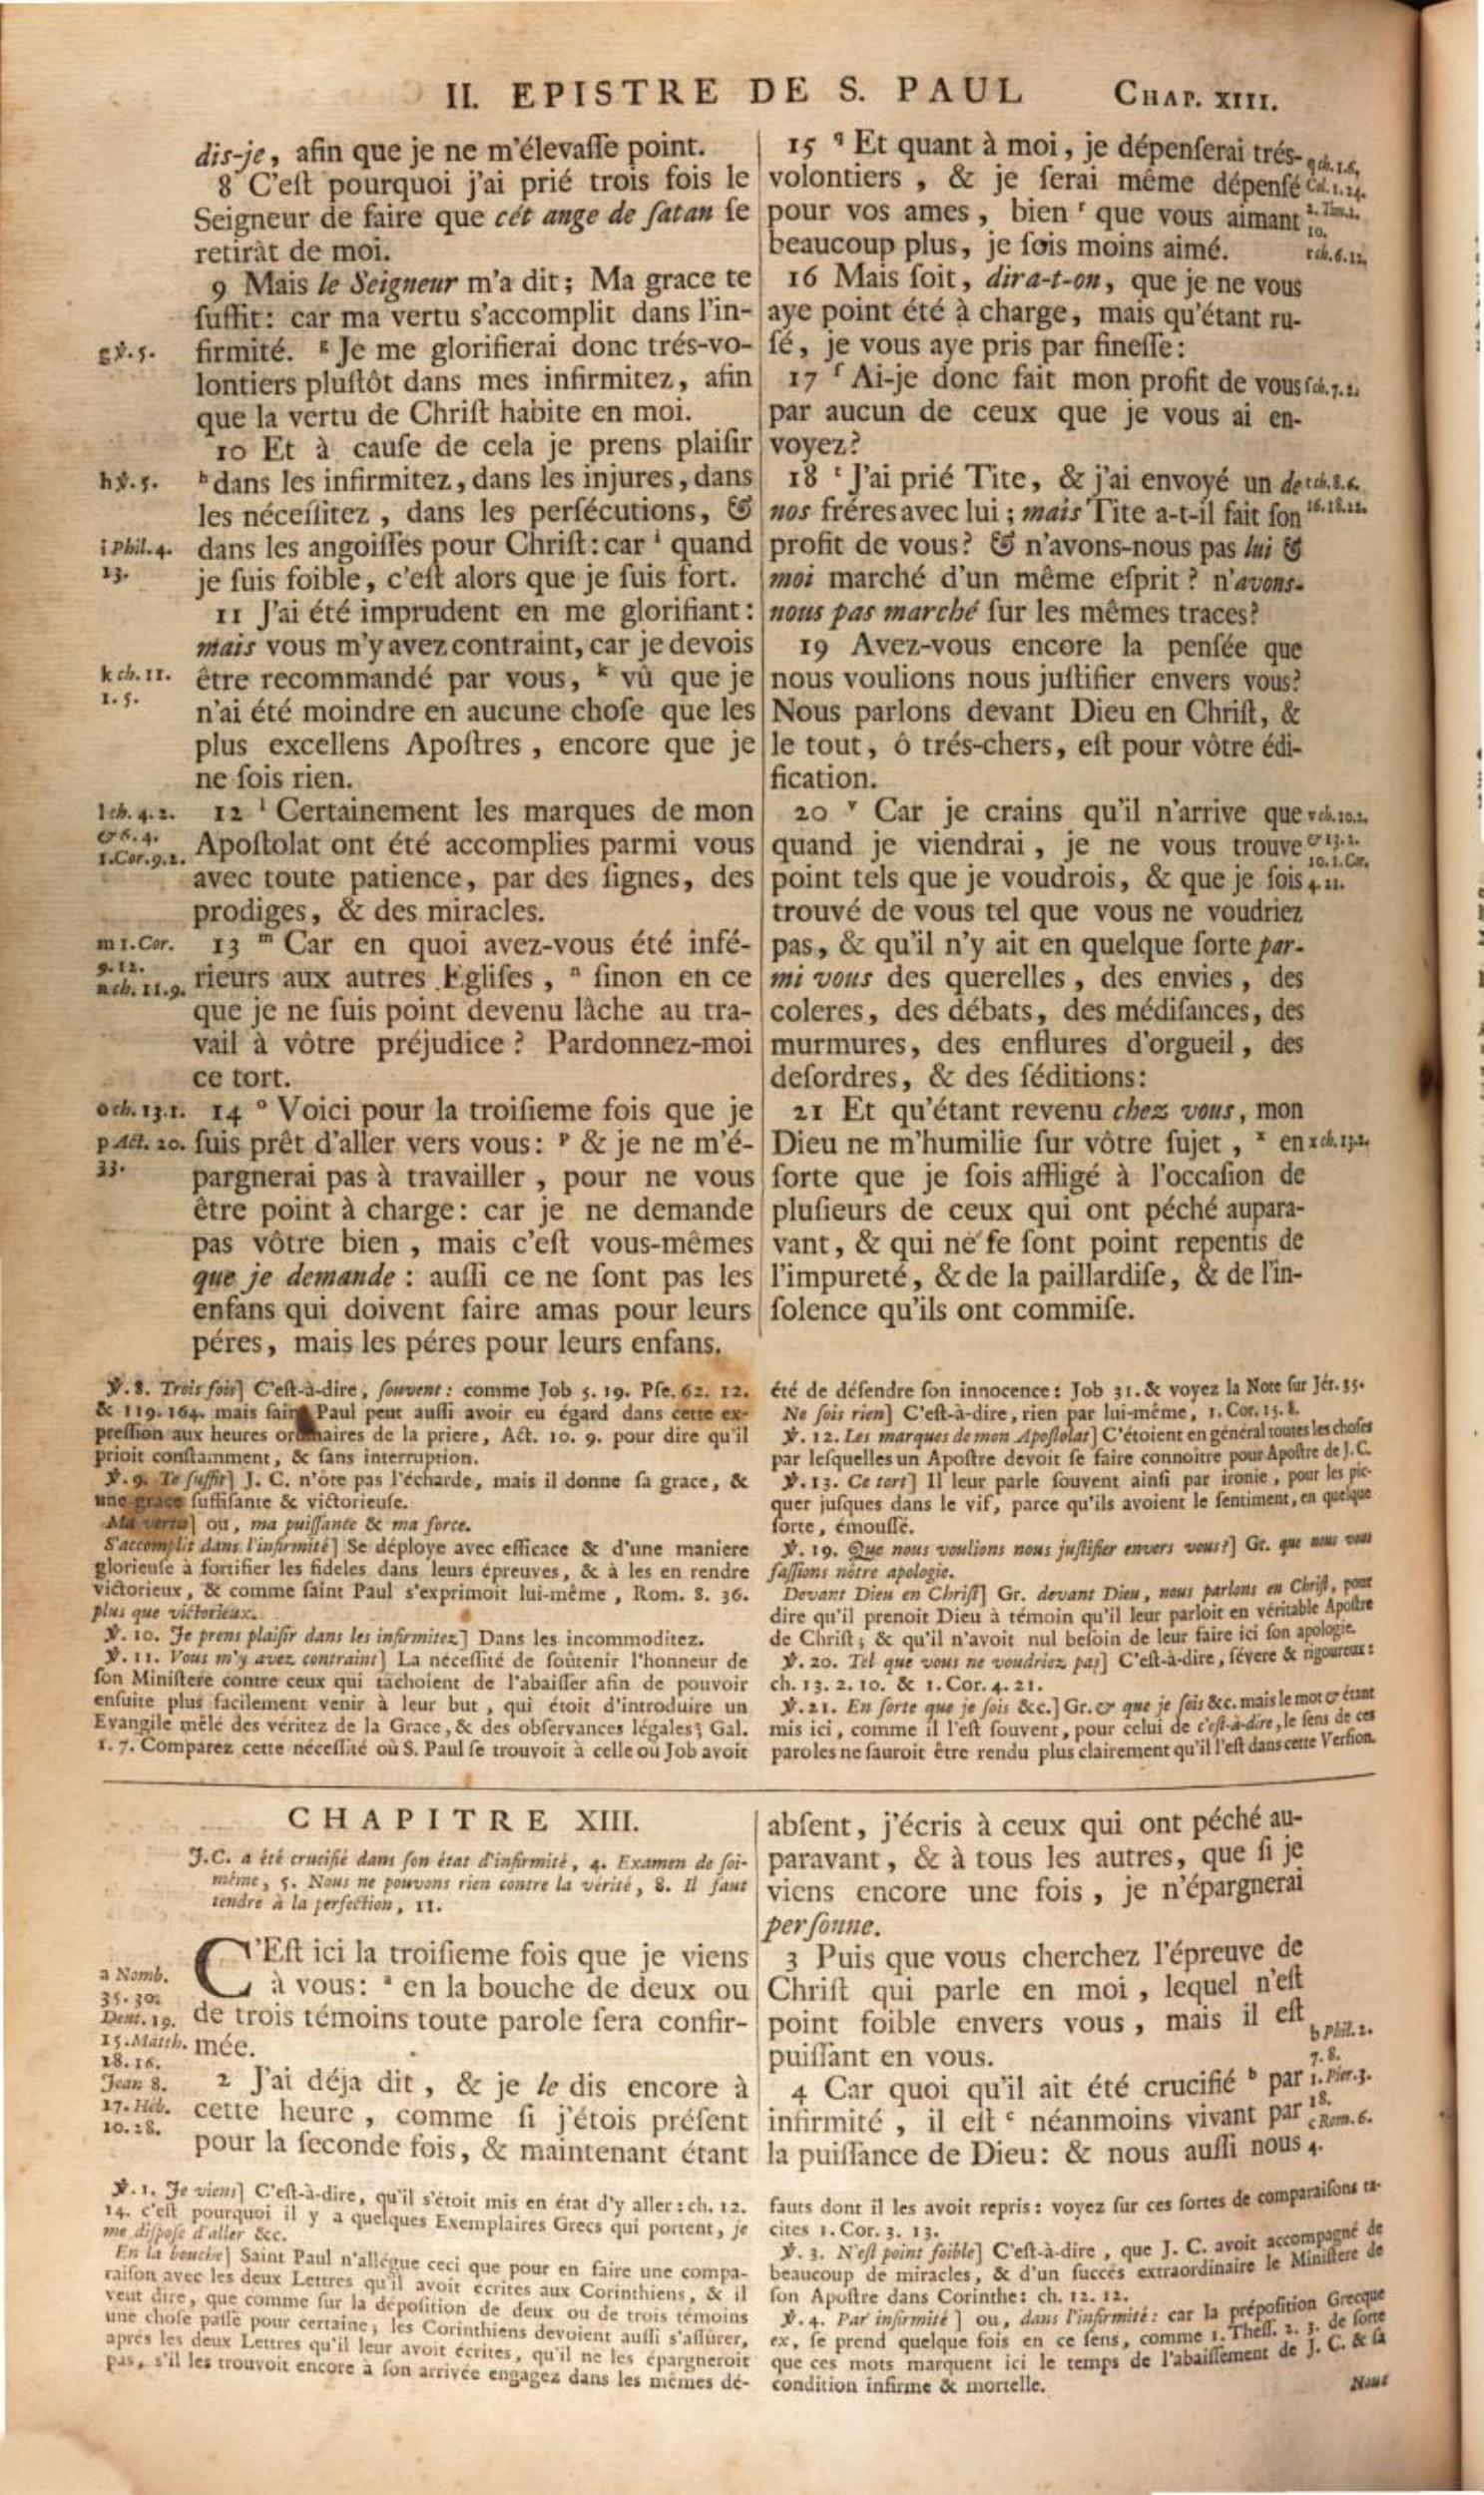 II. EPISTRE DE S. PAUL CHAP. XIII.
dis-je, afin que je ne m'élevaſſe point.
8 C'eſt pourquoi j'ai prié trois fois le
Seigneur de faire que cét ange de ſatan ſe
retirât de moi.
9 Mais le Seigneur m'a dit; Ma grace te
ſuffit: car ma vertu s'accomplit dans l'in-
g ℣. 5.
firmité. g Je me glorifierai donc trés-vo-
lontiers pluſtôt dans mes infirmitez, afin
que la vertu de Chriſt habite en moi.
10 Et à cauſe de cela je prens plaiſir
h ℣. 5.
h dans les infirmitez, dans les injures, dans
les néceſſitez, dans les perſécutions, &
i Phil. 4.
13.
dans les angoiſſes pour Chriſt: car i quand
je ſuis foible, c'eſt alors que je ſuis fort.
11 J'ai été imprudent en me glorifiant:
mais vous m'y avez contraint, car je devois
k ch. 11.
1. 5.
être recommandé par vous, k vû que je
n'ai été moindre en aucune choſe que les
plus excellens Apoſtres, encore que je
ne ſois rien.
l ch. 4. 2.
& 6. 4.
1. Cor. 9. 2.
12 l Certainement les marques de mon
Apoſtolat ont été accomplies parmi vous
avec toute patience, par des ſignes, des
prodiges, & des miracles.
m 1. Cor.
9. 12.
n ch. 11. 9.
13 m Car en quoi avez-vous été infé-
rieurs aux autres Egliſes, n ſinon en ce
que je ne ſuis point devenu lâche au tra-
vail à vôtre préjudice? Pardonnez-moi
ce tort.
o ch. 13. 1.
p Act. 20.
33.
14 o Voici pour la troiſieme fois que je
ſuis prêt d'aller vers vous: p & je ne m'é-
pargnerai pas à travailler, pour ne vous
être point à charge: car je ne demande
pas vôtre bien, mais c'eſt vous-mêmes
que je demande: auſſi ce ne ſont pas les
enfans qui doivent faire amas pour leurs
péres, mais les péres pour leurs enfans.
15 q Et quant à moi, je dépenſerai trés-
volontiers, & je ſerai même dépenſé
pour vos ames, bien r que vous aimant
beaucoup plus, je ſois moins aimé.
q ch. 1. 6.
Col. 1. 24.
2. Tim. 2.
10.
r ch. 6. 12.
16 Mais ſoit, dira-t-on, que je ne vous
aye point été à charge, mais qu'étant ru-
ſé, je vous aye pris par fineſſe:
17 ſ Ai-je donc fait mon profit de vous
ſ ch. 7. 2.
par aucun de ceux que je vous ai en-
voyez?
18 t J'ai prié Tite, & j'ai envoyé un de
t ch. 8. 6.
16. 18. 22.
nos fréres avec lui; mais Tite a-t-il fait ſon
profit de vous? & n'avons-nous pas lui &
moi marché d'un même eſprit? n'avons-
nous pas marché ſur les mêmes traces?
19 Avez-vous encore la penſée que
nous voulions nous juſtifier envers vous?
Nous parlons devant Dieu en Chriſt, &
le tout, ô trés-chers, eſt pour vôtre édi-
fication.
20 v Car je crains qu'il n'arrive que
v ch. 10. 2.
& 13. 2.
10. 1. Cor.
4. 21.
quand je viendrai, je ne vous trouve
point tels que je voudrois, & que je ſois
trouvé de vous tel que vous ne voudriez
pas, & qu'il n'y ait en quelque ſorte par-
mi vous des querelles, des envies, des
coleres, des débats, des médiſances, des
murmures, des enflures d'orgueil, des
deſordres, & des ſéditions:
21 Et qu'étant revenu chez vous, mon
Dieu ne m'humilie ſur vôtre ſujet, x en
x ch. 13. 2.
ſorte que je ſois affligé à l'occaſion de
pluſieurs de ceux qui ont péché aupara-
vant, & qui ne ſe ſont point repentis de
l'impureté, & de la paillardiſe, & de l'in-
ſolence qu'ils ont commiſe.
℣. 8. Trois fois] C'eſt-à-dire, ſouvent: comme Job 5. 19. Pſe. 62. 12.
& 119. 164. mais ſaint Paul peut auſſi avoir eu égard dans cette ex-
preſſion aux heures ordinaires de la priere, Act. 10. 9. pour dire qu'il
prioit conſtamment, & ſans interruption.
℣. 9. Te ſuffit] J. C. n'ôte pas l'écharde, mais il donne ſa grace, &
une grace ſuffiſante & victorieuſe.
Ma vertu] ou, ma puiſſance & ma force.
S'accomplit dans l'infirmité] Se déploye avec efficace & d'une maniere
glorieuſe à fortifier les fideles dans leurs épreuves, & à les en rendre
victorieux, & comme ſaint Paul s'exprimoit lui-même, Rom. 8. 36.
plus que victorieux.
℣. 10. Je prens plaiſir dans les infirmitez] Dans les incommoditez.
℣. 11. Vous m'y avez contraint] La néceſſité de ſoûtenir l'honneur de
ſon Miniſtere contre ceux qui tâchoient de l'abaiſſer afin de pouvoir
enſuite plus facilement venir à leur but, qui étoit d'introduire un
Evangile mêlé des véritez de la Grace, & des obſervances légales; Gal.
1. 7. Comparez cette néceſſité où S. Paul ſe trouvoit à celle où Job avoit
été de défendre ſon innocence: Job 31. & voyez la Note ſur Jér. 35.
Ne ſois rien] C'eſt-à-dire, rien par lui-même, 1. Cor. 15. 8.
℣. 12. Les marques de mon Apoſtolat] C'étoient en général toutes les choſes
par leſquelles un Apoſtre devoit ſe faire connoître pour Apoſtre de J. C.
℣. 13. Ce tort] Il leur parle ſouvent ainſi par ironie, pour les pic-
quer juſques dans le vif, parce qu'ils avoient le ſentiment, en quelque
ſorte, émouſſé.
℣. 19. Que nous voulions nous juſtifier envers vous?] Gr. que nous vous
faſſions nôtre apologie.
Devant Dieu en Chriſt] Gr. devant Dieu, nous parlons en Chriſt, pour
dire qu'il prenoit Dieu à témoin qu'il leur parloit en véritable Apoſtre
de Chriſt; & qu'il n'avoit nul beſoin de leur faire ici ſon apologie.
℣. 20. Tel que vous ne voudriez pas] C'eſt-à-dire, ſévere & rigoureux:
ch. 13. 2. 10. & 1. Cor. 4. 21.
℣. 21. En ſorte que je ſois &c.] Gr. & que je ſois &c. mais le mot & étant
mis ici, comme il l'eſt ſouvent, pour celui de c'eſt-à-dire, le ſens de ces
paroles ne ſauroit être rendu plus clairement qu'il l'eſt dans cette Verſion.
CHAPITRE XIII.
J. C. a été crucifié dans ſon état d'infirmité, 4. Examen de ſoi-
même, 5. Nous ne pouvons rien contre la vérité, 8. Il faut
tendre à la perfection, 11.
C'Eſt ici la troiſieme fois que je viens
a Nomb.
35. 30.
Deut. 19.
15. Matth.
18. 16.
Jean 8.
17. Héb.
10. 28.
à vous: a en la bouche de deux ou
de trois témoins toute parole ſera confir-
mée.
2 J'ai déja dit, & je le dis encore à
cette heure, comme ſi j'étois préſent
pour la ſeconde fois, & maintenant étant
abſent, j'écris à ceux qui ont péché au-
paravant, & à tous les autres, que ſi je
viens encore une fois, je n'épargnerai
perſonne.
3 Puis que vous cherchez l'épreuve de
Chriſt qui parle en moi, lequel n'eſt
point foible envers vous, mais il eſt
puiſſant en vous.
b Phil. 2.
7. 8.
1. Pier. 3.
18.
c Rom. 6.
4.
4 Car quoi qu'il ait été crucifié b par
infirmité, il eſt c néanmoins vivant par
la puiſſance de Dieu: & nous auſſi nous
℣. 1. Je viens] C'eſt-à-dire, qu'il s'étoit mis en état d'y aller: ch. 12.
14. c'eſt pourquoi il y a quelques Exemplaires Grecs qui portent, je
me diſpoſe d'aller &c.
En la bouche] Saint Paul n'allégue ceci que pour en faire une compa-
raiſon avec les deux Lettres qu'il avoit écrites aux Corinthiens, & il
veut dire, que comme ſur la dépoſition de deux ou de trois témoins
une choſe paſſe pour certaine; les Corinthiens devoient auſſi s'aſſûrer,
aprés les deux Lettres qu'il leur avoit écrites, qu'il ne les épargneroit
pas, s'il les trouvoit encore à ſon arrivée engagez dans les mêmes dé-
fauts dont il les avoit repris: voyez ſur ces ſortes de comparaiſons ta-
cites 1. Cor. 3. 13.
℣. 3. N'eſt point foible] C'eſt-à-dire, que J. C. avoit accompagné de
beaucoup de miracles, & d'un ſuccés extraordinaire le Miniſtere de
ſon Apoſtre dans Corinthe: ch. 12. 12.
℣. 4. Par infirmité] ou, dans l'infirmité: car la prépoſition Grecque
ex, ſe prend quelque fois en ce ſens, comme 1. Theſſ. 2. 3. de ſorte
que ces mots marquent ici le temps de l'abaiſſement de J. C. & ſa
condition infirme & mortelle.
Nous